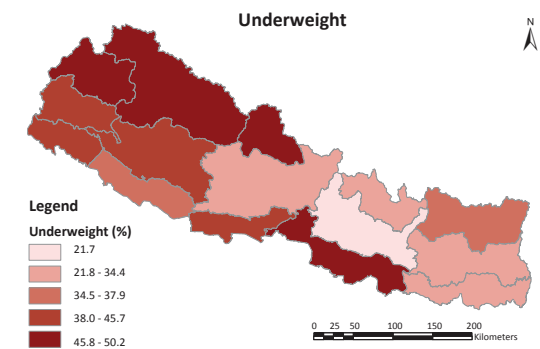 Underweight
N
Legend
Underweight (%)
21.7
21.8 - 34.4
34.5 - 37.9
38.0 - 45.7
45.8 - 50.2
0 25 50 100 150 200
Kilometers